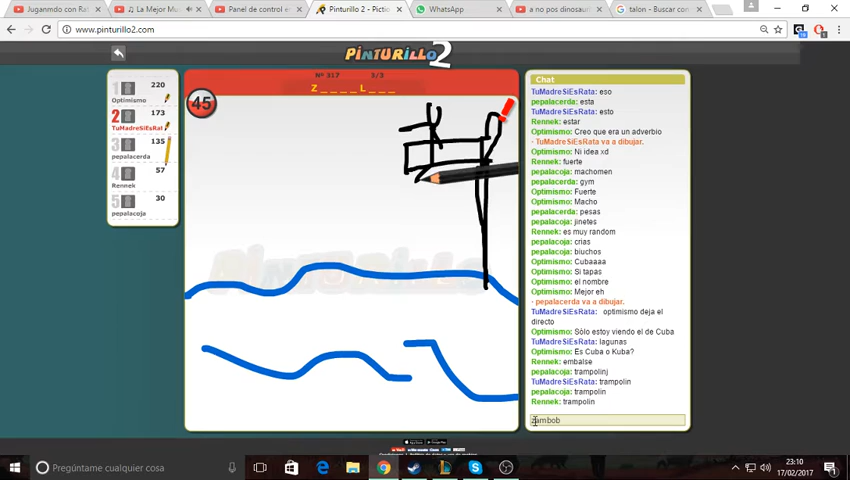 Juganmdo con Rat
La Mejor Mu
Panel de control e
Pinturillo 2 - Pictio
WhatsApp
a no pos dinosaut
talon - Buscar con
www.pinturillo2.com
PINTURILLO 2
Nº 317 3/3
Z _ _ _ _ L _ _ _
45
1 220
Optimismo
2 173
TuMadreSiEsRat
3 135
pepalacerda
4 57
Rennek
5 30
pepalacoja
Chat
TuMadreSiEsRata: eso
pepalacerda: esta
TuMadreSiEsRata: esto
Rennek: estar
Optimismo: Creo que era un adverbio
- TuMadreSiEsRata va a dibujar.
Optimismo: Ni idea xd
Rennek: fuerte
pepalacoja: machomen
pepalacerda: gym
Optimismo: Fuerte
Optimismo: Macho
pepalacerda: pesas
pepalacoja: jinetes
Rennek: es muy random
pepalacoja: crias
pepalacoja: biuchos
Optimismo: Cubaaaa
Optimismo: Si tapas
Optimismo: el nombre
Optimismo: Mejor eh
- pepalacerda va a dibujar.
TuMadreSiEsRata: optimismo deja el
directo
Optimismo: Sólo estoy viendo el de Cuba
TuMadreSiEsRata: lagunas
Optimismo: Es Cuba o Kuba?
Rennek: embalse
pepalacoja: trampolinj
TuMadreSiEsRata: trampolin
pepalacoja: trampolin
Rennek: trampolin
zambob
Pregúntame cualquier cosa
23:10
17/02/2017